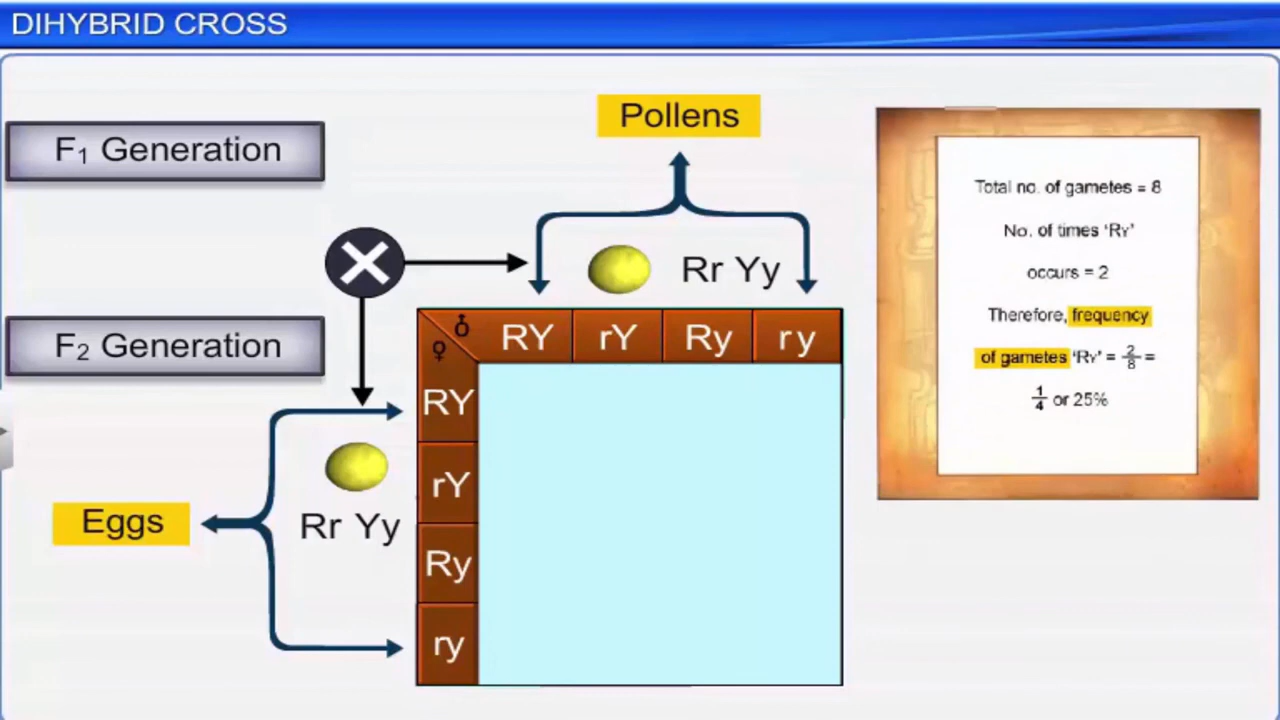 DIHYBRID CROSS
F₁ Generation
F₂ Generation
Pollens
Rr Yy
♂
♀
RY rY Ry ry
RY
rY
Ry
ry
Eggs
Rr Yy
Total no. of gametes = 8
No. of times ‘RY’
occurs = 2
Therefore, frequency
of gametes ‘RY’ = 2/8 =
1/4 or 25%